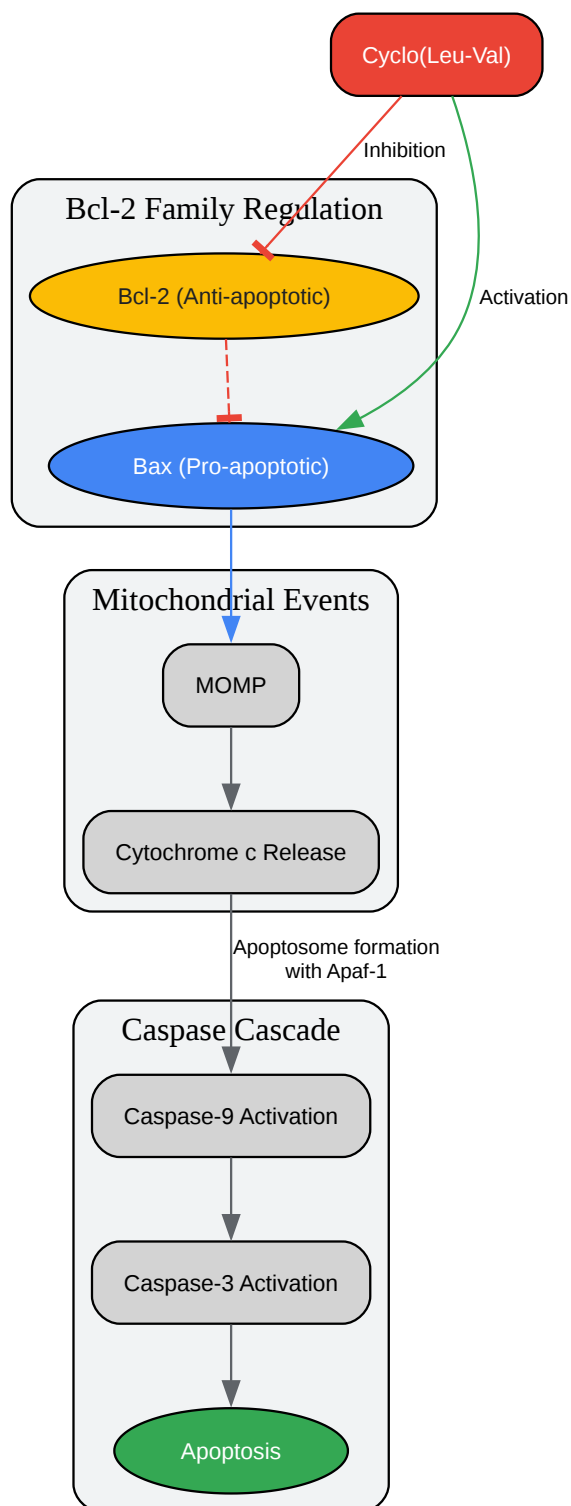 Cyclo(Leu-Val)
Inhibition
Bcl-2 Family Regulation
Bcl-2 (Anti-apoptotic)
Activation
Bax (Pro-apoptotic)
Mitochondrial Events
MOMP
Cytochrome c Release
Apoptosome formation
with Apaf-1
Caspase Cascade
Caspase-9 Activation
Caspase-3 Activation
Apoptosis